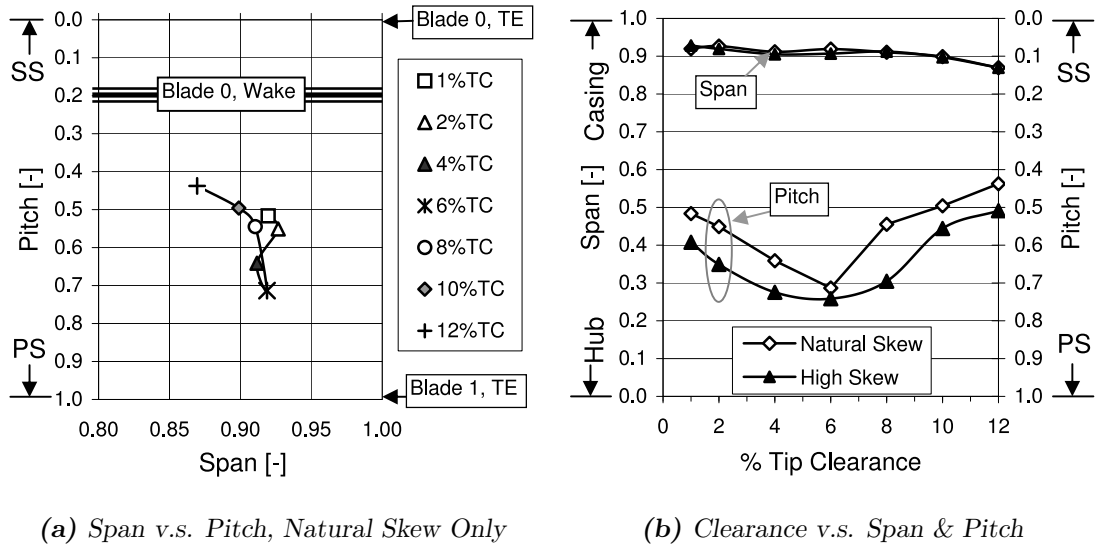 Blade 0, TE
SS
0.0
0.1
0.2
0.3
0.4
0.5
0.6
0.7
0.8
0.9
1.0
Pitch [-]
PS
Blade 0, Wake
Blade 1, TE
0.80
0.85
0.90
0.95
1.00
Span [-]
1%TC
2%TC
4%TC
6%TC
8%TC
10%TC
12%TC
(a) Span v.s. Pitch, Natural Skew Only
Casing
Span [-]
Hub
1.0
0.9
0.8
0.7
0.6
0.5
0.4
0.3
0.2
0.1
0.0
Span
Pitch
Natural Skew
High Skew
0.0
0.1
0.2
0.3
0.4
0.5
0.6
0.7
0.8
0.9
1.0
SS
Pitch [-]
PS
0
2
4
6
8
10
12
% Tip Clearance
(b) Clearance v.s. Span & Pitch